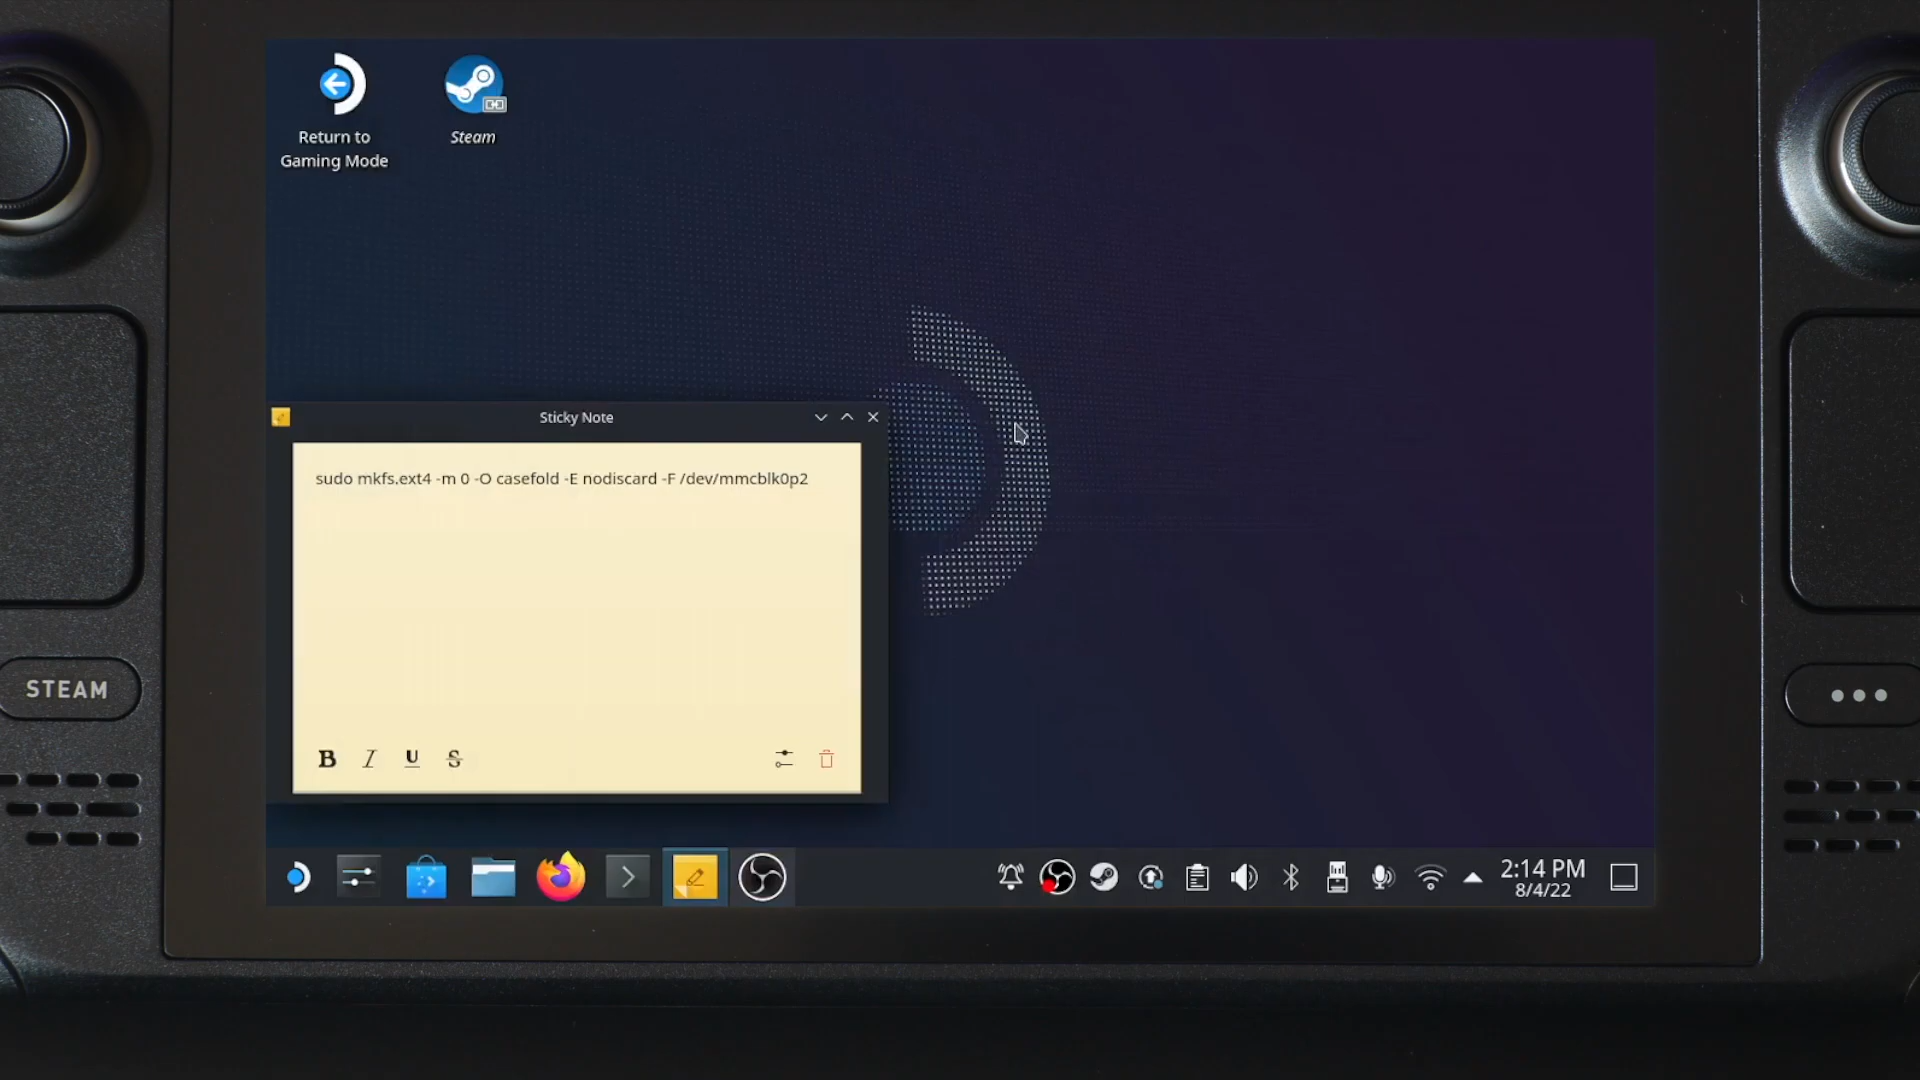 Return to
Gaming Mode
Steam
Sticky Note
sudo mkfs.ext4 -m 0 -O casefold -E nodiscard -F /dev/mmcblk0p2
B I U S
STEAM
2:14 PM
8/4/22